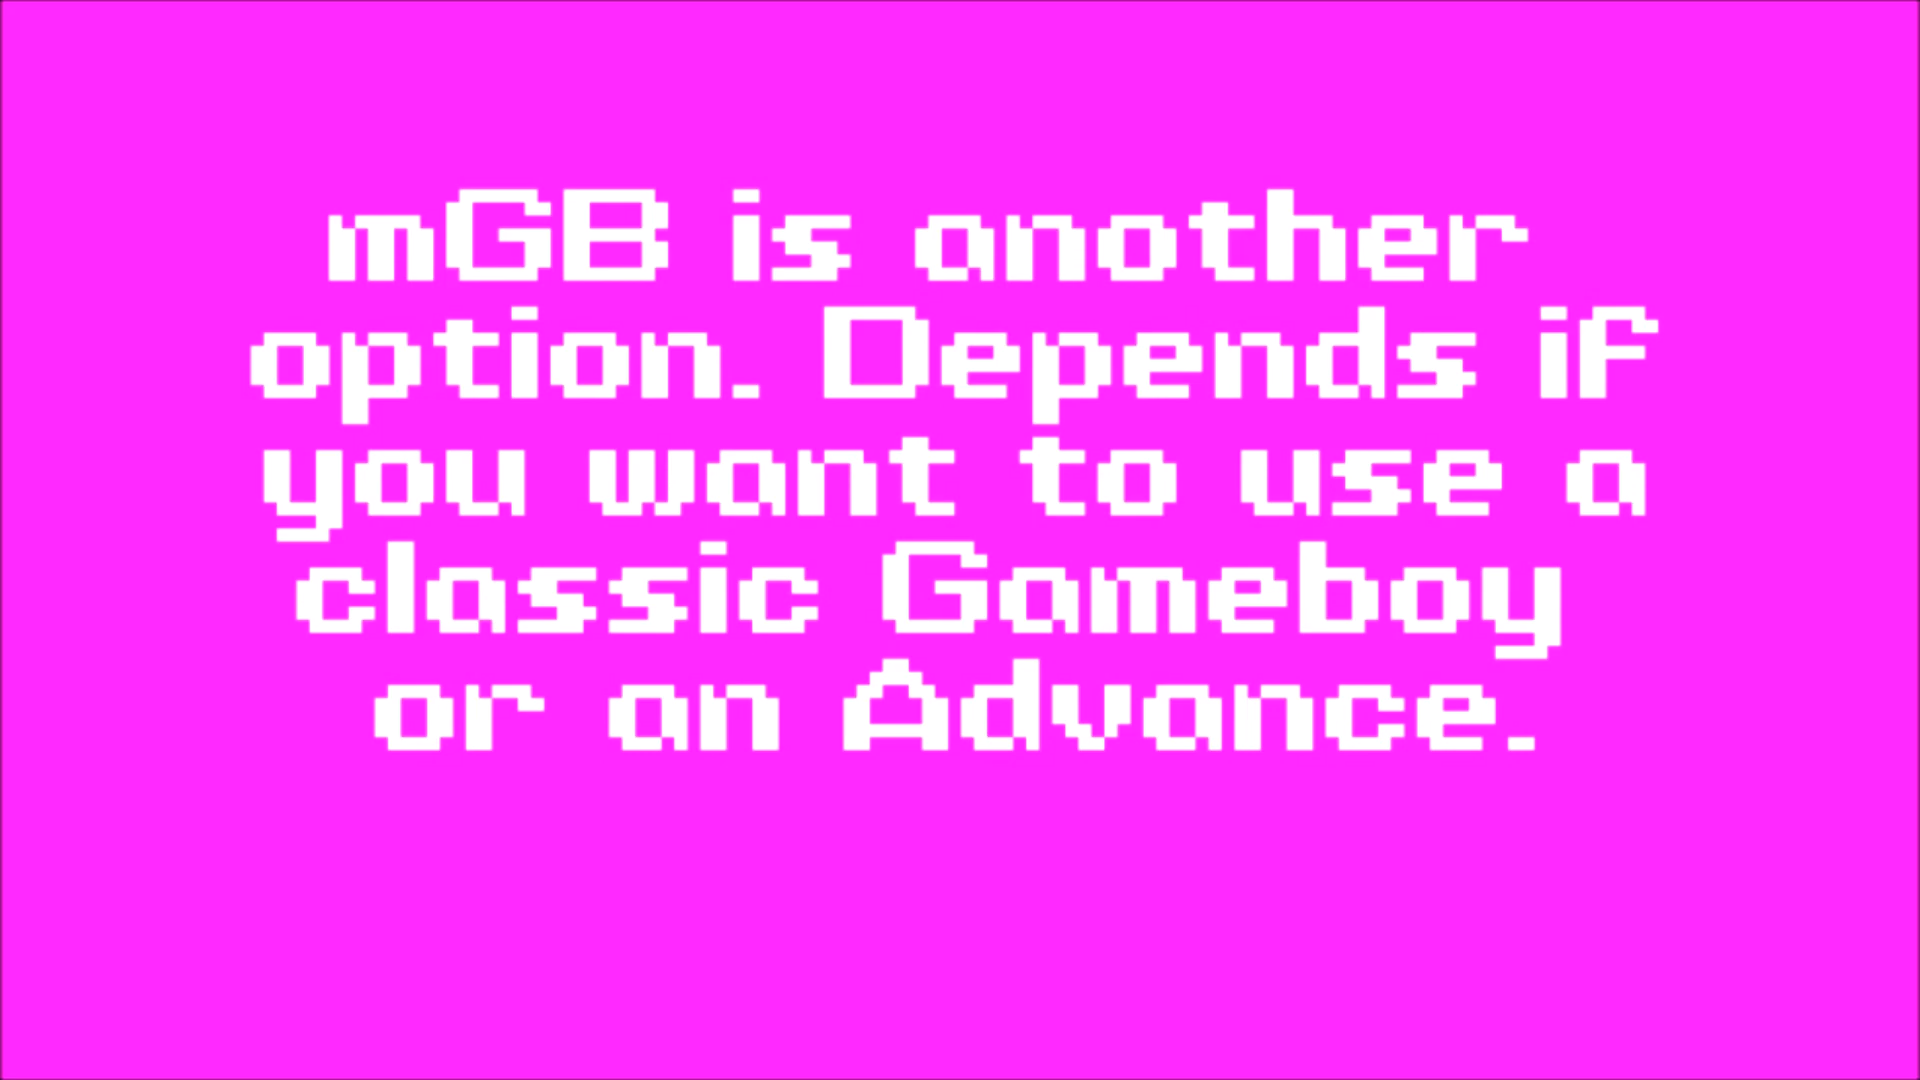 mGB is another
option. Depends if
you want to use a
classic Gameboy
or an Advance.